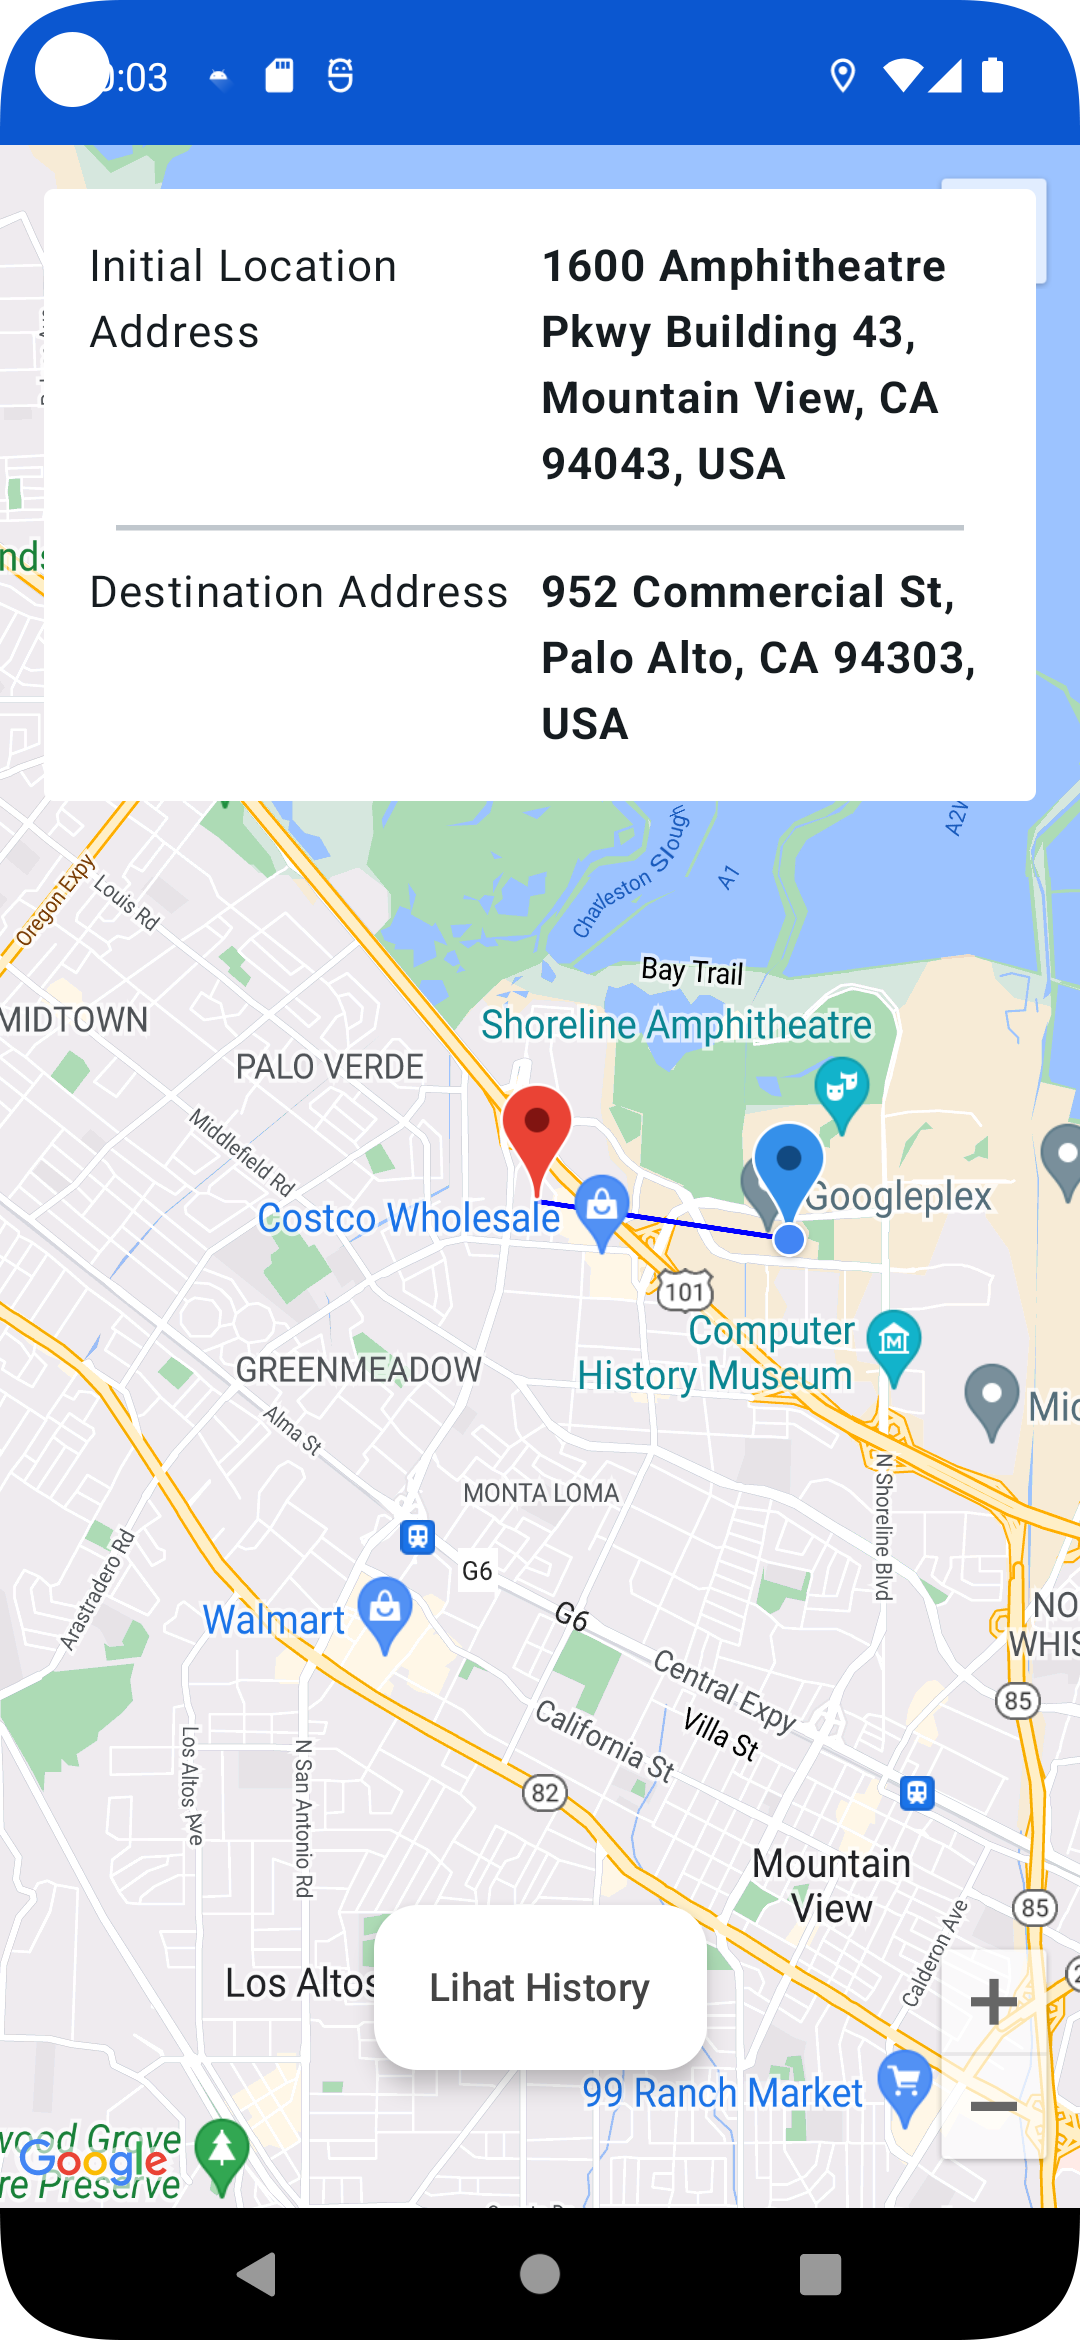 :03
Initial Location
Address
1600 Amphitheatre
Pkwy Building 43,
Mountain View, CA
94043, USA
Destination Address
952 Commercial St,
Palo Alto, CA 94303,
USA
Oregon Expy
Louis Rd
Charleston Slough
A1
Bay Trail
MIDTOWN
Shoreline Amphitheatre
PALO VERDE
Middlefield Rd
Googleplex
Costco Wholesale
101
Computer
History Museum
GREENMEADOW
Mic
Alma St
N Shoreline Blvd
MONTA LOMA
G6
Arastradero Rd
Walmart
G6
NO
WHIS
Central Expy
Villa St
85
California St
Los Altos Ave
N San Antonio Rd
82
Mountain
View
85
Calderon Ave
Los Altos
Lihat History
99 Ranch Market
wood Grove
re Preserve
Google